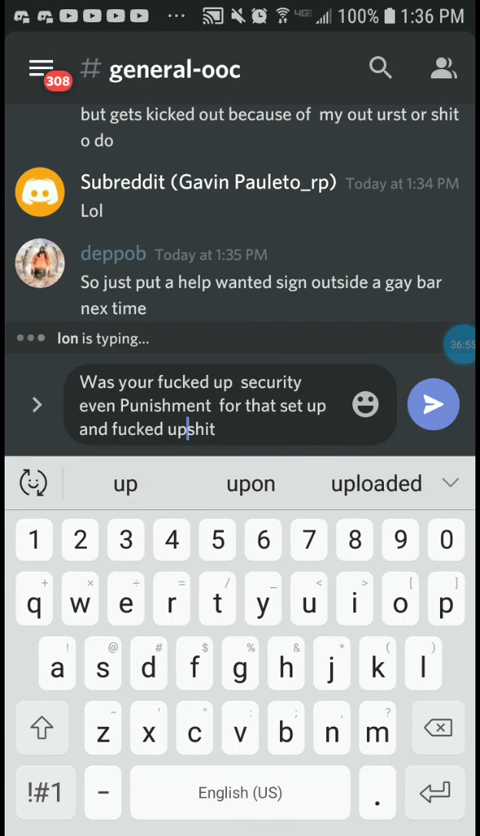 ... 4G 100% 1:36 PM
308
# general-ooc
but gets kicked out because of my out urst or shit
o do
Subreddit (Gavin Pauleto_rp) Today at 1:34 PM
Lol
deppob Today at 1:35 PM
So just put a help wanted sign outside a gay bar
nex time
Ion is typing...
36:55
Was your fucked up  security
even Punishment  for that set up
and fucked upshit
up upon uploaded
1 2 3 4 5 6 7 8 9 0
+ × ÷ = / _ < > [ ]
q w e r t y u i o p
! @ # $ % ^ & * ( )
a s d f g h j k l
- ' " : ; , ?
z x c v b n m
!#1 - English (US) .